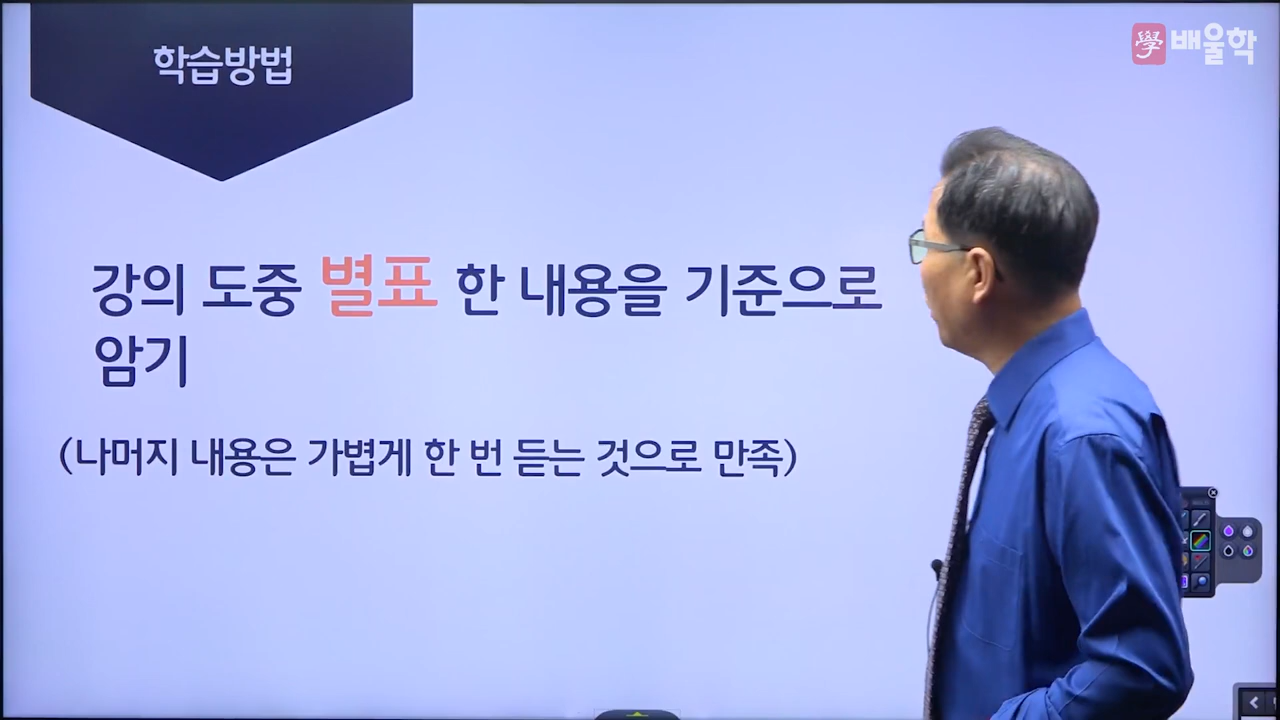 학습방법
學 배울학
강의 도중 별표 한 내용을 기준으로
암기
(나머지 내용은 가볍게 한 번 듣는 것으로 만족)